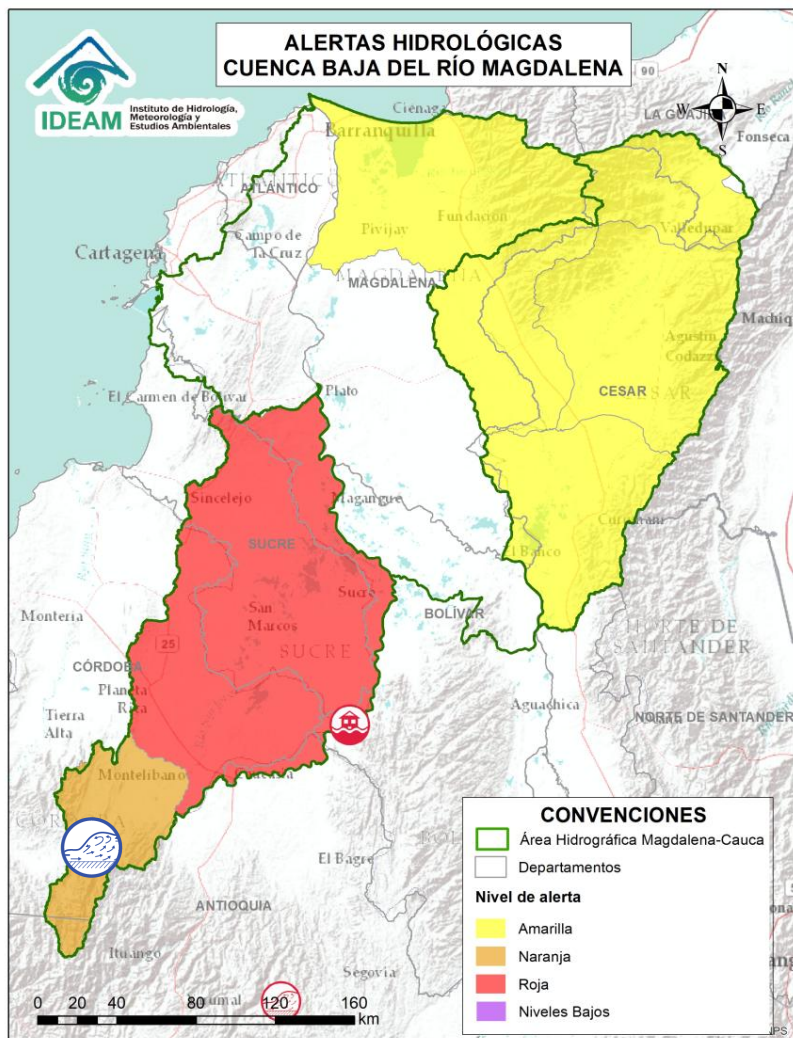 ALERTAS HIDROLÓGICAS
CUENCA BAJA DEL RÍO MAGDALENA
IDEAM
Instituto de Hidrología,
Meteorología y
Estudios Ambientales
90
N
W
E
S
Ciénaga
LA GUAJIRA
Barranquilla
Fonseca
ATLÁNTICO
Fundación
Pivijay
Valledupar
Cartagena
Campo de
la Cruz
MAGDALENA
MAGDALENA
Machiq
Agustín
Codazzi
CESAR
El Carmen de Bolívar
Plato
Sincelejo
Magangue
SUCRE
El Banco
Sucre
San
Marcos
BOLÍVAR
Montería
SUCRE
25
CÓRDOBA
NORTE DE
SANTANDER
Planeta
Rica
Tierra
Alta
Aguachica
NORTE DE SANTANDER
Montelíbano
El Bagre
ANTIOQUIA
Ituango
Segovia
0 20 40 80 120 160
km
CONVENCIONES
Área Hidrográfica Magdalena-Cauca
Departamentos
Nivel de alerta
Amarilla
Naranja
Roja
Niveles Bajos